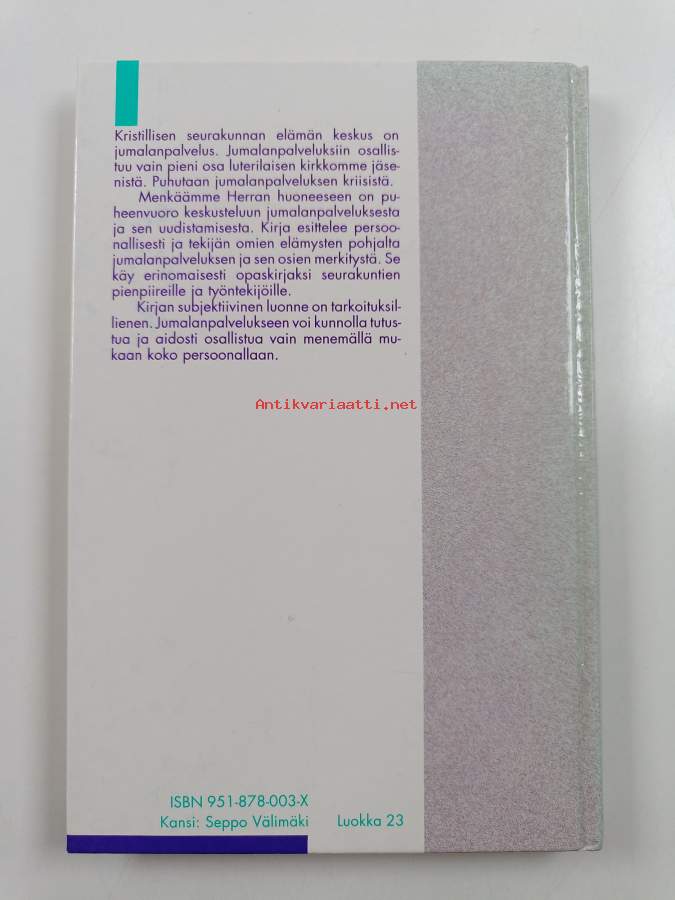 Kristillisen seurakunnan elämän keskus on
jumalanpalvelus. Jumalanpalveluksiin osallis-
tuu vain pieni osa luterilaisen kirkkomme jäse-
nistä. Puhutaan jumalanpalveluksen kriisistä.
Menkäämme Herran huoneeseen on pu-
heenvuoro keskusteluun jumalanpalveluksesta
ja sen uudistamisesta. Kirja esittelee persoo-
nallisesti ja tekijän omien elämysten pohjalta
jumalanpalveluksen ja sen osien merkitystä. Se
käy erinomaisesti opaskirjaksi seurakuntien
pienpiireille ja työntekijöille.
Kirjan subjektiivinen luonne on tarkoituksil-
lienen. Jumalanpalvelukseen voi kunnolla tutus-
tua ja aidosti osallistua vain menemällä mu-
kaan koko persoonallaan.
Antikvariaatti.net
ISBN 951-878-003-X
Kansi: Seppo Välimäki Luokka 23